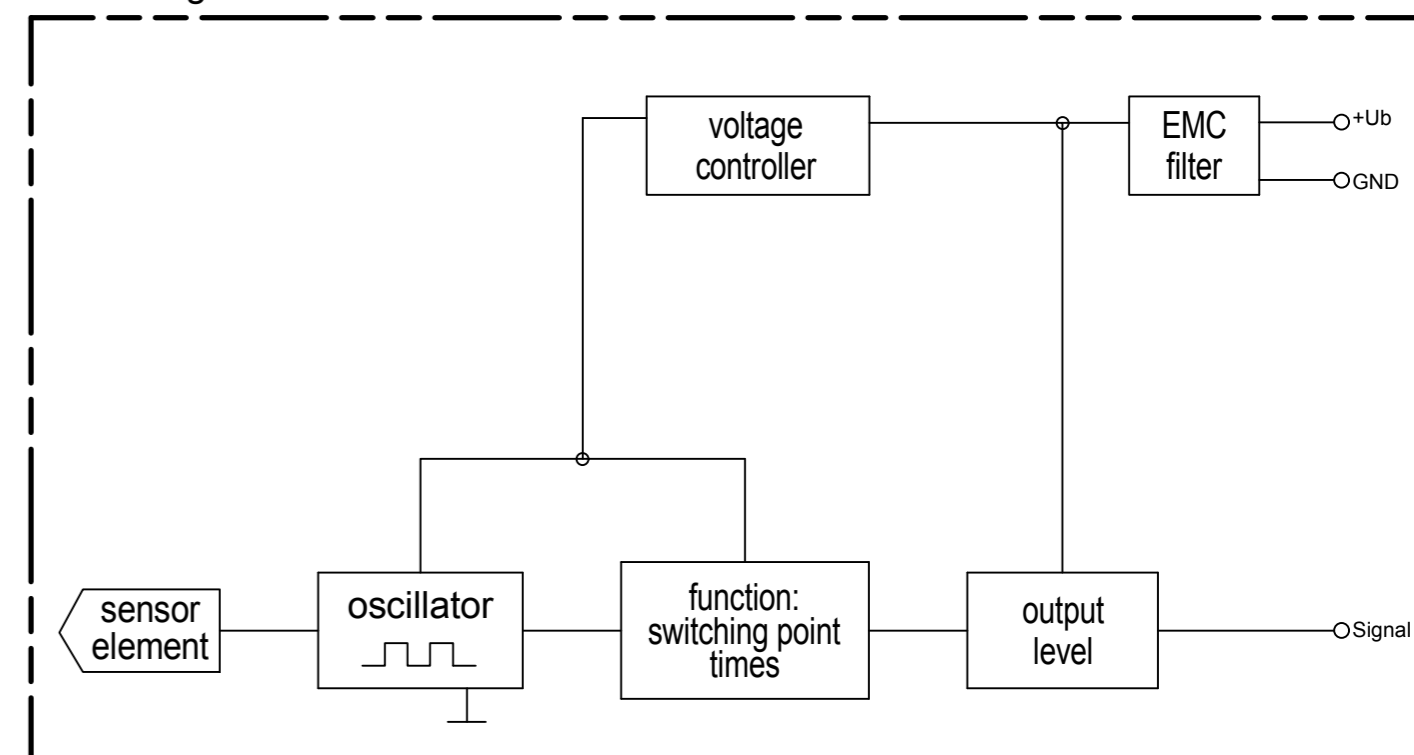 voltage
controller
EMC
filter
+Ub
GND
sensor
element
oscillator
function:
switching point
times
output
level
Signal